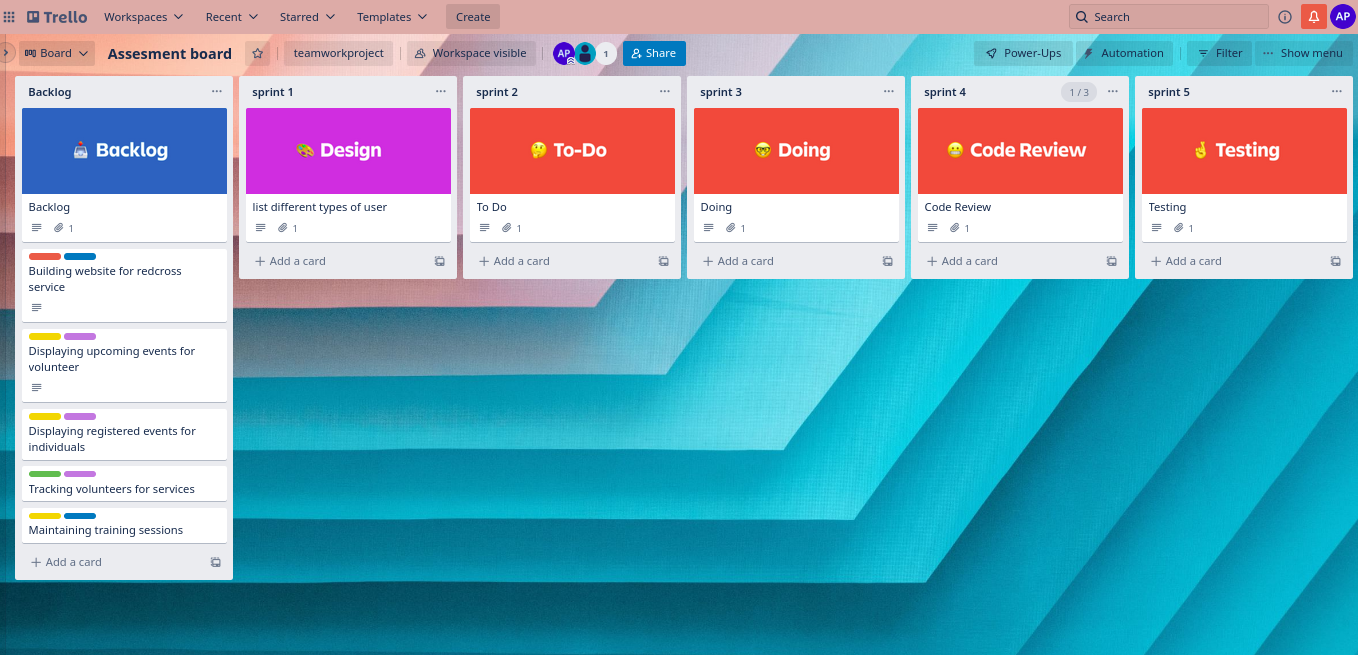 Trello Workspaces Recent Starred Templates Create Search AP
Board Assesment board teamworkproject Workspace visible AP 1 Share Power-Ups Automation Filter Show menu
Backlog
Backlog
Backlog
1
Building website for redcross
service
Displaying upcoming events for
volunteer
Displaying registered events for
individuals
Tracking volunteers for services
Maintaining training sessions
Add a card
sprint 1
Design
list different types of user
1
Add a card
sprint 2
To-Do
To Do
1
Add a card
sprint 3
Doing
Doing
1
Add a card
sprint 4 1 / 3
Code Review
Code Review
1
Add a card
sprint 5
Testing
Testing
1
Add a card